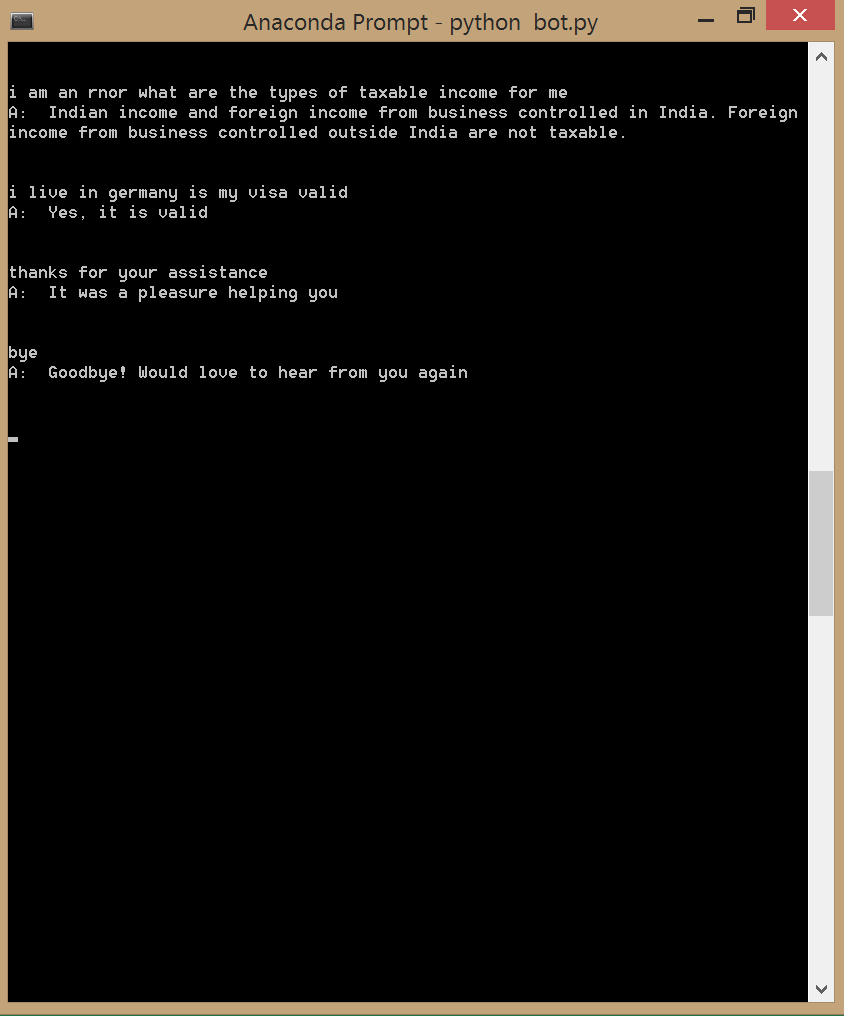 Anaconda Prompt - python  bot.py
i am an rnor what are the types of taxable income for me
A:  Indian income and foreign income from business controlled in India. Foreign
income from business controlled outside India are not taxable.
i live in germany is my visa valid
A:  Yes, it is valid
thanks for your assistance
A:  It was a pleasure helping you
bye
A:  Goodbye! Would love to hear from you again